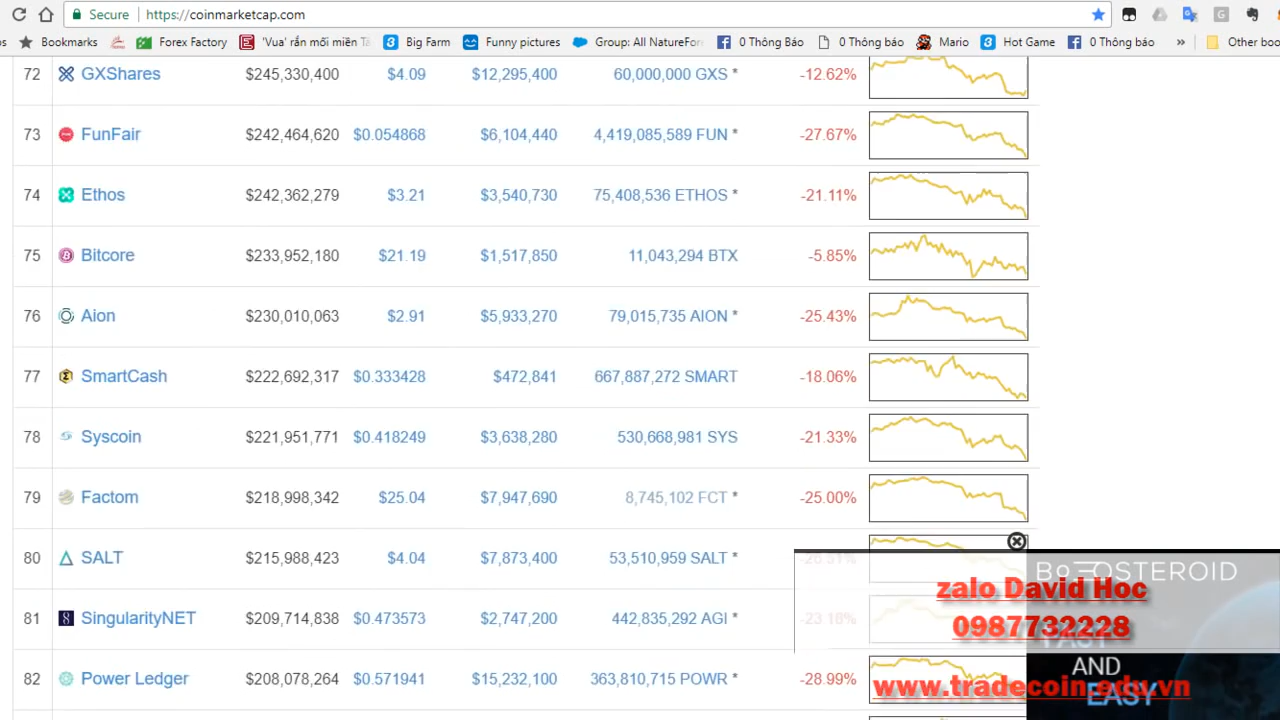 Secure https://coinmarketcap.com
Bookmarks Forex Factory 'Vua' rắn mối miền Tâ Big Farm Funny pictures Group: All NatureFore 0 Thông Báo 0 Thông báo Mario Hot Game 0 Thông Báo » Other boo
72 GXShares $245,330,400 $4.09 $12,295,400 60,000,000 GXS * -12.62%
73 FunFair $242,464,620 $0.054868 $6,104,440 4,419,085,589 FUN * -27.67%
74 Ethos $242,362,279 $3.21 $3,540,730 75,408,536 ETHOS * -21.11%
75 Bitcore $233,952,180 $21.19 $1,517,850 11,043,294 BTX -5.85%
76 Aion $230,010,063 $2.91 $5,933,270 79,015,735 AION * -25.43%
77 SmartCash $222,692,317 $0.333428 $472,841 667,887,272 SMART -18.06%
78 Syscoin $221,951,771 $0.418249 $3,638,280 530,668,981 SYS -21.33%
79 Factom $218,998,342 $25.04 $7,947,690 8,745,102 FCT * -25.00%
80 SALT $215,988,423 $4.04 $7,873,400 53,510,959 SALT *
81 SingularityNET $209,714,838 $0.473573 $2,747,200 442,835,292 AGI * -23.18%
82 Power Ledger $208,078,264 $0.571941 $15,232,100 363,810,715 POWR * -28.99%
zalo David Hoc
0987732228
AND
EASY
www.tradecoin.edu.vn